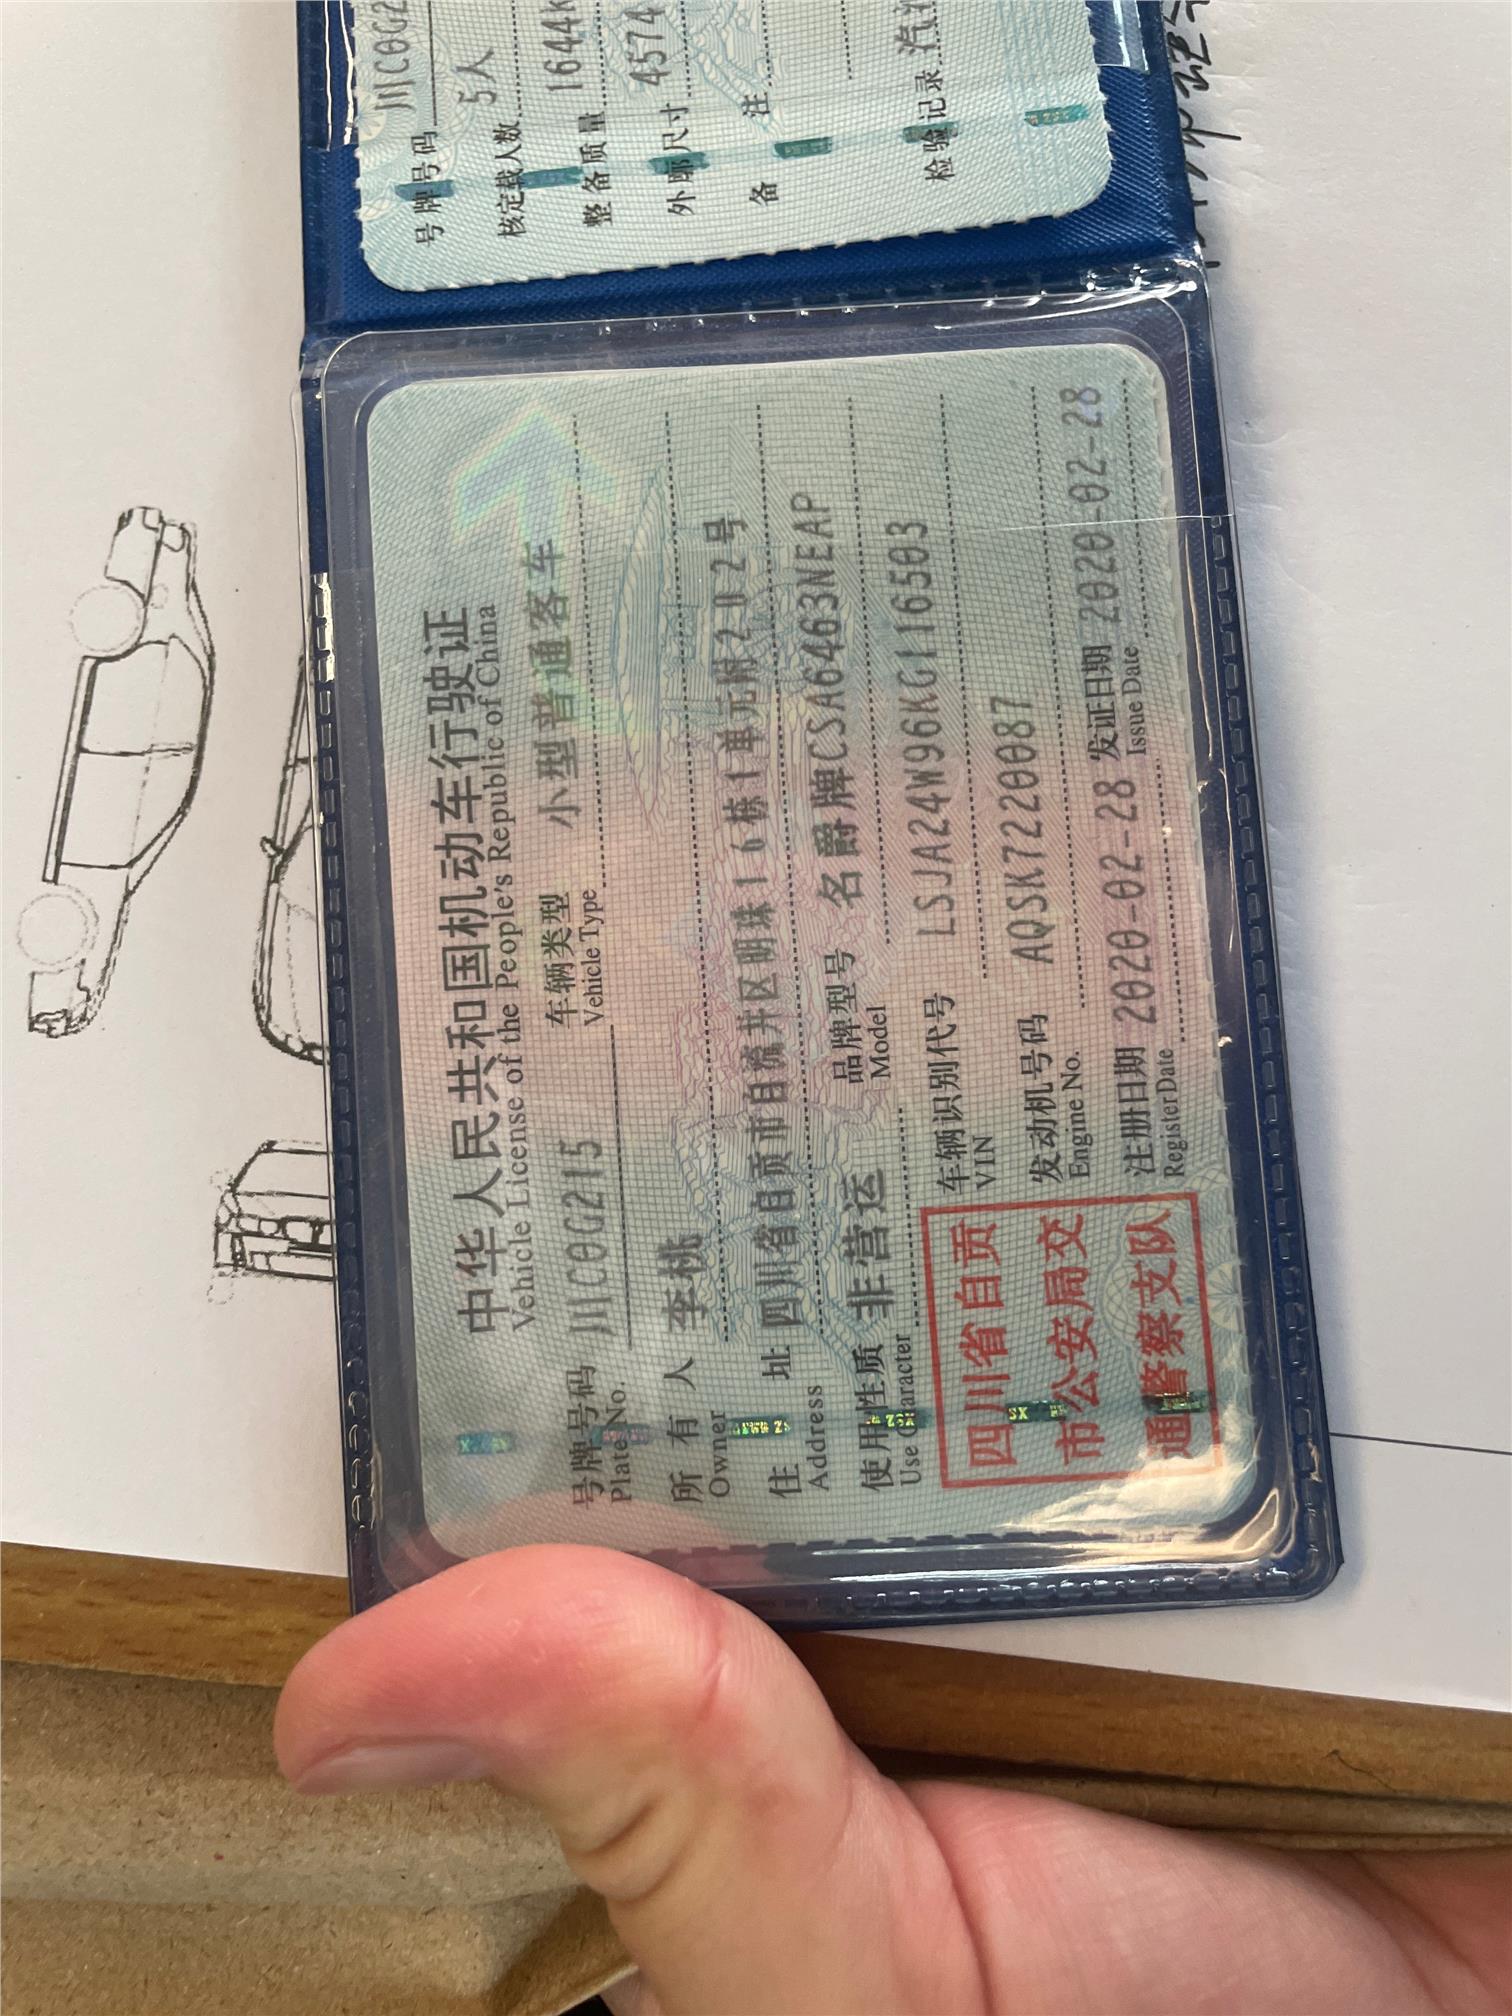 中华人民共和国机动车行驶证
Vehicle License of the People's Republic of China
号牌号码 川C0G215 车辆类型 小型普通客车
Plate No. Vehicle Type
所有人 李桃
Owner
住址 四川省自贡市自流井区明珠16栋1单元附202号
Address
使用性质 非营运 品牌型号 名爵牌CSA6463NEAP
Use Character Model
四川省自贡
市公安局交
通警察支队
车辆识别代号 LSJA24W96KG116503
VIN
发动机号码 AQSK7220087
Engine No.
注册日期 2020-02-28 发证日期 2020-02-28
Register Date Issue Date
号牌号码 川C0G2
核定载人数 5人
整备质量 1644k
外廓尺寸 4574
备注
检验记录 汽